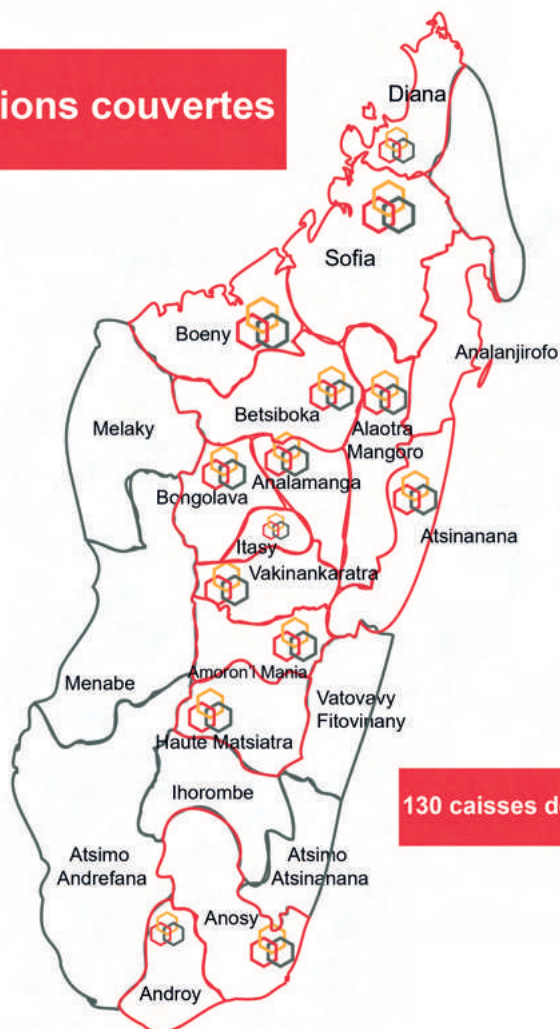 ions couvertes
Diana
Sofia
Boeny
Analanjirofo
Betsiboka
Melaky
Alaotra
Mangoro
Analamanga
Bongolava
Atsinanana
Itasy
Vakinankaratra
Amoron'i Mania
Menabe
Vatovavy
Fitovinany
Haute Matsiatra
Ihorombe
130 caisses d
Atsimo
Andrefana
Atsimo
Atsinanana
Anosy
Androy